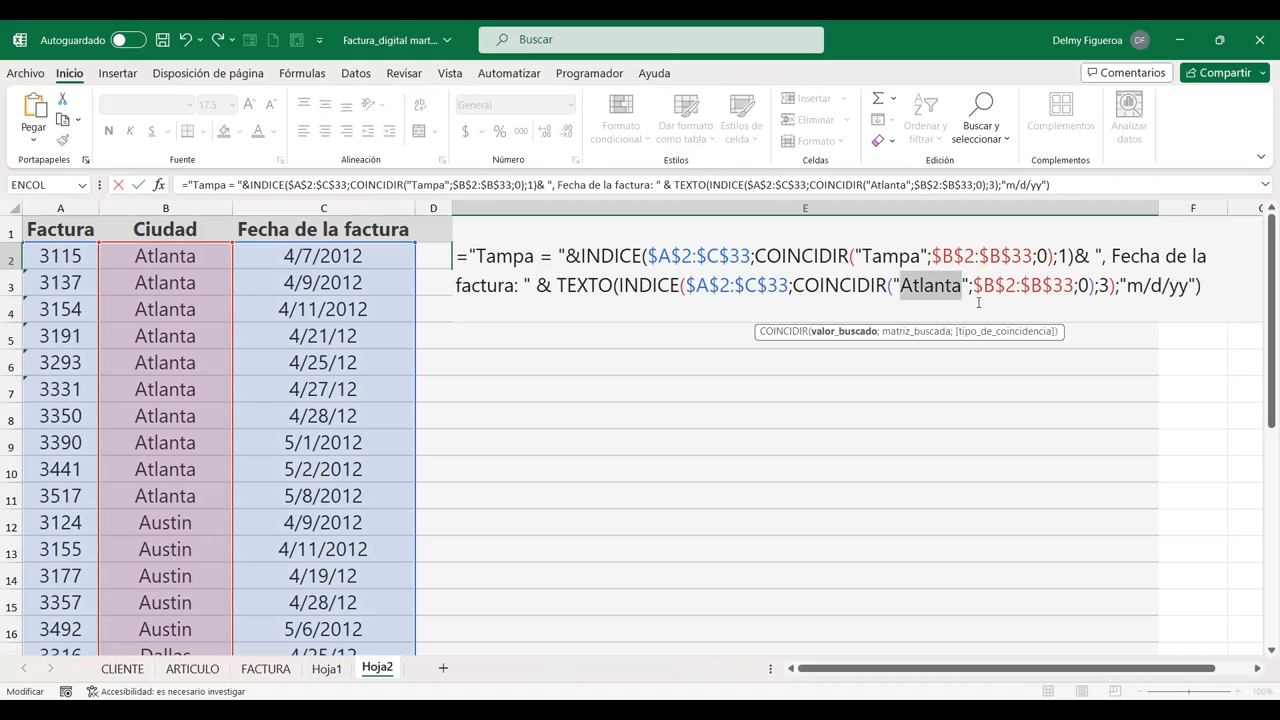 Autoguardado
Factura_digital mart...
Buscar
Delmy Figueroa DF
Archivo Inicio Insertar Disposición de página Fórmulas Datos Revisar Vista Automatizar Programador Ayuda
Comentarios Compartir
Pegar
17.5
N K S
General
$ % 000
Formato condicional
Dar formato como tabla
Estilos de celda
Insertar
Eliminar
Formato
Ordenar y filtrar
Buscar y seleccionar
Complementos
Analizar datos
Portapapeles Fuente Alineación Número Estilos Celdas Edición Complementos
ENCOL
="Tampa = "&INDICE($A$2:$C$33;COINCIDIR("Tampa";$B$2:$B$33;0);1)& ", Fecha de la factura: " & TEXTO(INDICE($A$2:$C$33;COINCIDIR("Atlanta";$B$2:$B$33;0);3);"m/d/yy")
A B C D E F
1 Factura Ciudad Fecha de la factura
2 3115 Atlanta 4/7/2012
="Tampa = "&INDICE($A$2:$C$33;COINCIDIR("Tampa";$B$2:$B$33;0);1)& ", Fecha de la
3 3137 Atlanta 4/9/2012
factura: " & TEXTO(INDICE($A$2:$C$33;COINCIDIR("Atlanta";$B$2:$B$33;0);3);"m/d/yy")
4 3154 Atlanta 4/11/2012
COINCIDIR(valor_buscado; matriz_buscada; [tipo_de_coincidencia])
5 3191 Atlanta 4/21/12
6 3293 Atlanta 4/25/12
7 3331 Atlanta 4/27/12
8 3350 Atlanta 4/28/12
9 3390 Atlanta 5/1/2012
10 3441 Atlanta 5/2/2012
11 3517 Atlanta 5/8/2012
12 3124 Austin 4/9/2012
13 3155 Austin 4/11/2012
14 3177 Austin 4/19/12
15 3357 Austin 4/28/12
16 3492 Austin 5/6/2012
3316 Dallas 4/25/12
CLIENTE ARTICULO FACTURA Hoja1 Hoja2
Modificar Accesibilidad: es necesario investigar 100%